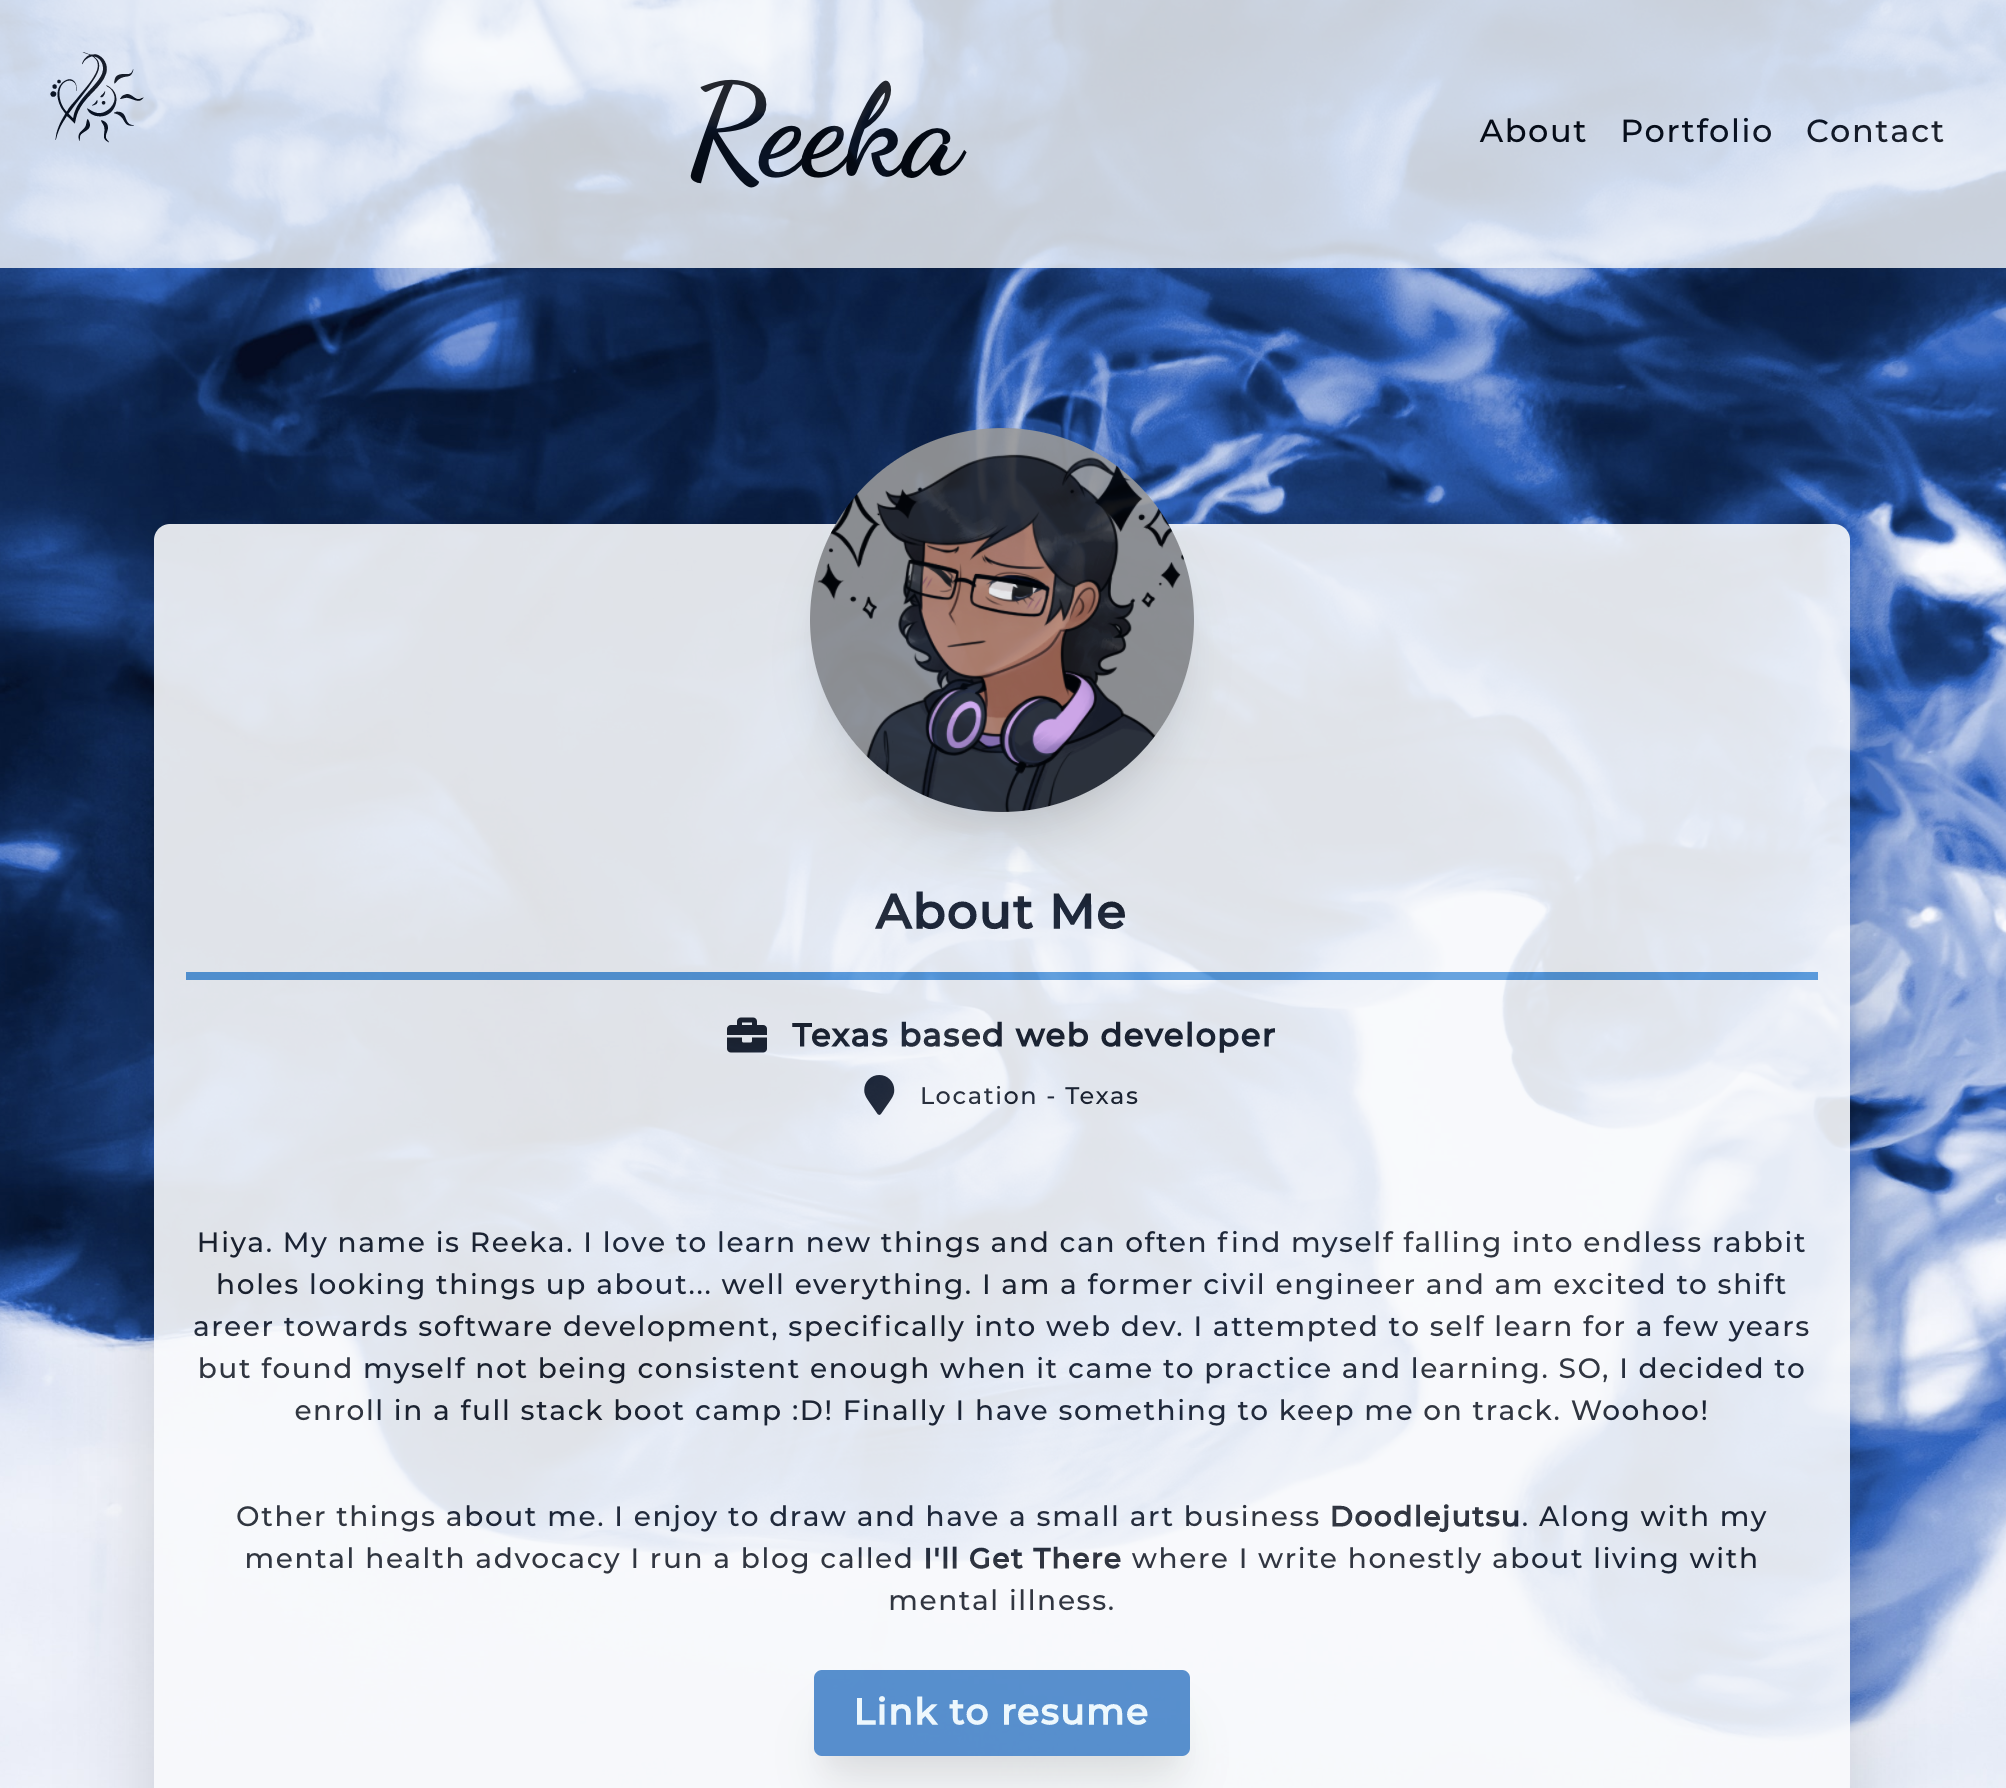 Reeka
About Portfolio Contact
About Me
Texas based web developer
Location - Texas
Hiya. My name is Reeka. I love to learn new things and can often find myself falling into endless rabbit
holes looking things up about... well everything. I am a former civil engineer and am excited to shift
areer towards software development, specifically into web dev. I attempted to self learn for a few years
but found myself not being consistent enough when it came to practice and learning. SO, I decided to
enroll in a full stack boot camp :D! Finally I have something to keep me on track. Woohoo!
Other things about me. I enjoy to draw and have a small art business Doodlejutsu. Along with my
mental health advocacy I run a blog called I'll Get There where I write honestly about living with
mental illness.
Link to resume